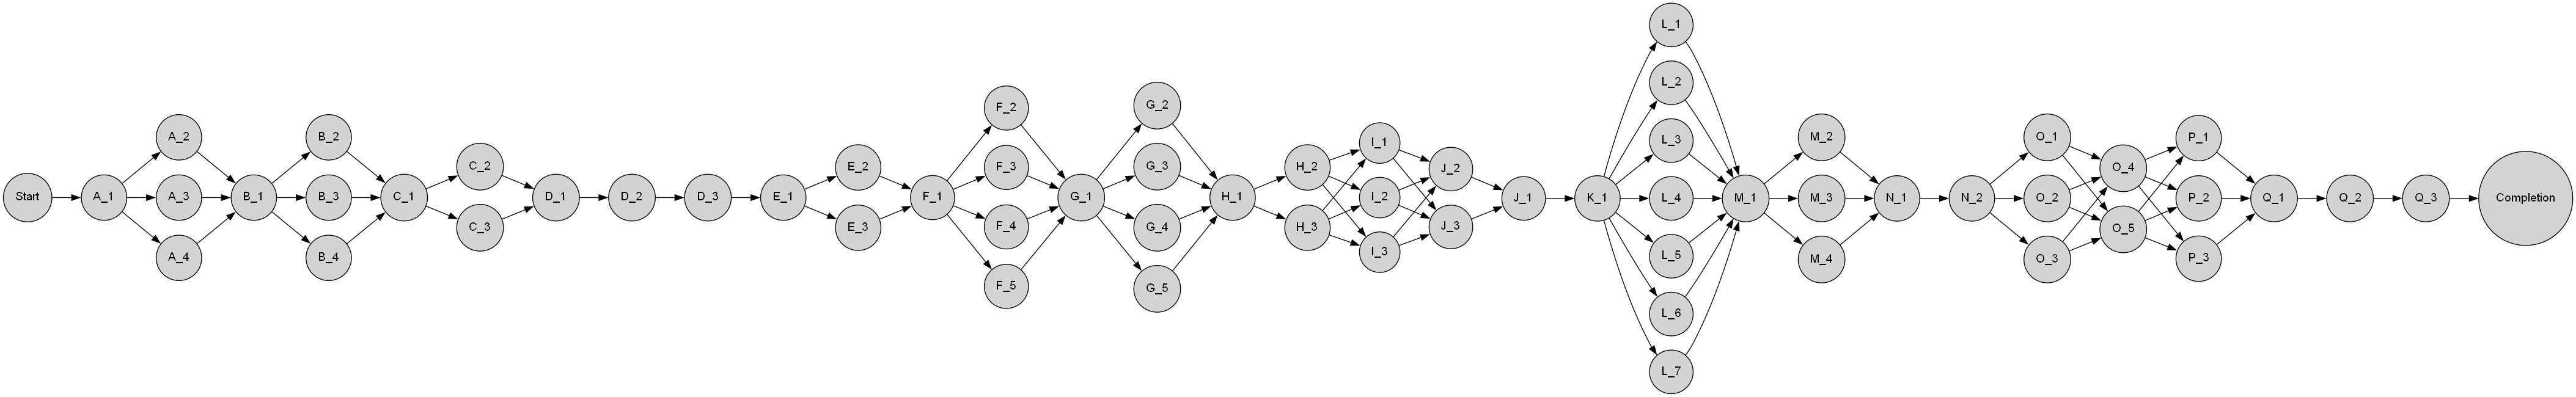 Start
A_1
A_2
A_3
A_4
B_1
B_2
B_3
B_4
C_1
C_2
C_3
D_1
D_2
D_3
E_1
E_2
E_3
F_1
F_2
F_3
F_4
F_5
G_1
G_2
G_3
G_4
G_5
H_1
H_2
H_3
I_1
I_2
I_3
J_2
J_3
J_1
K_1
L_1
L_2
L_3
L_4
L_5
L_6
L_7
M_1
M_2
M_3
M_4
N_1
N_2
O_1
O_2
O_3
O_4
O_5
P_1
P_2
P_3
Q_1
Q_2
Q_3
Completion